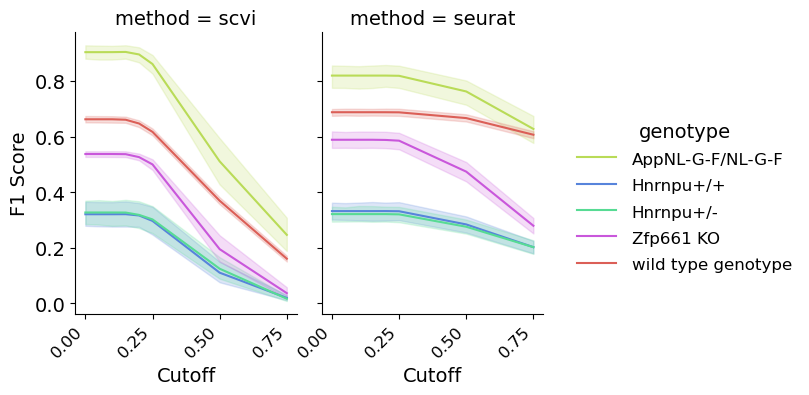 method = scvi
method = seurat
F1 Score
0.8
0.6
0.4
0.2
0.0
0.00
0.25
0.50
0.75
0.00
0.25
0.50
0.75
Cutoff
Cutoff
genotype
AppNL-G-F/NL-G-F
Hnrnpu+/+
Hnrnpu+/-
Zfp661 KO
wild type genotype